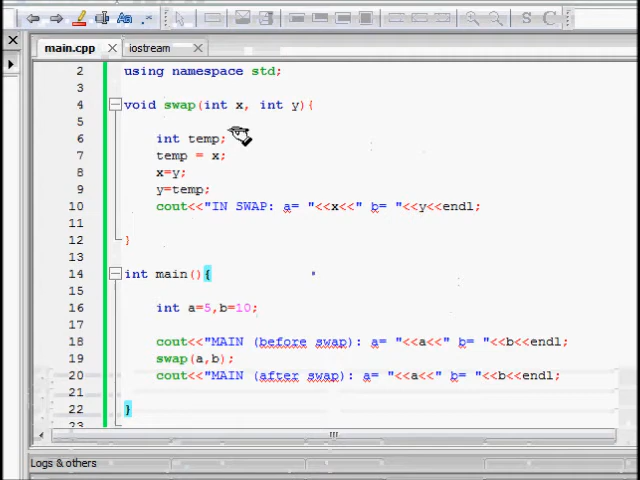 main.cpp iostream
2 using namespace std;
3
4 void swap(int x, int y){
5
6 int temp;
7 temp = x;
8 x=y;
9 y=temp;
10 cout<<"IN SWAP: a= "<<x<<" b= "<<y<<endl;
11
12 }
13
14 int main(){
15
16 int a=5,b=10;
17
18 cout<<"MAIN (before swap): a= "<<a<<" b= "<<b<<endl;
19 swap(a,b);
20 cout<<"MAIN (after swap): a= "<<a<<" b= "<<b<<endl;
21
22 }
23
Logs & others